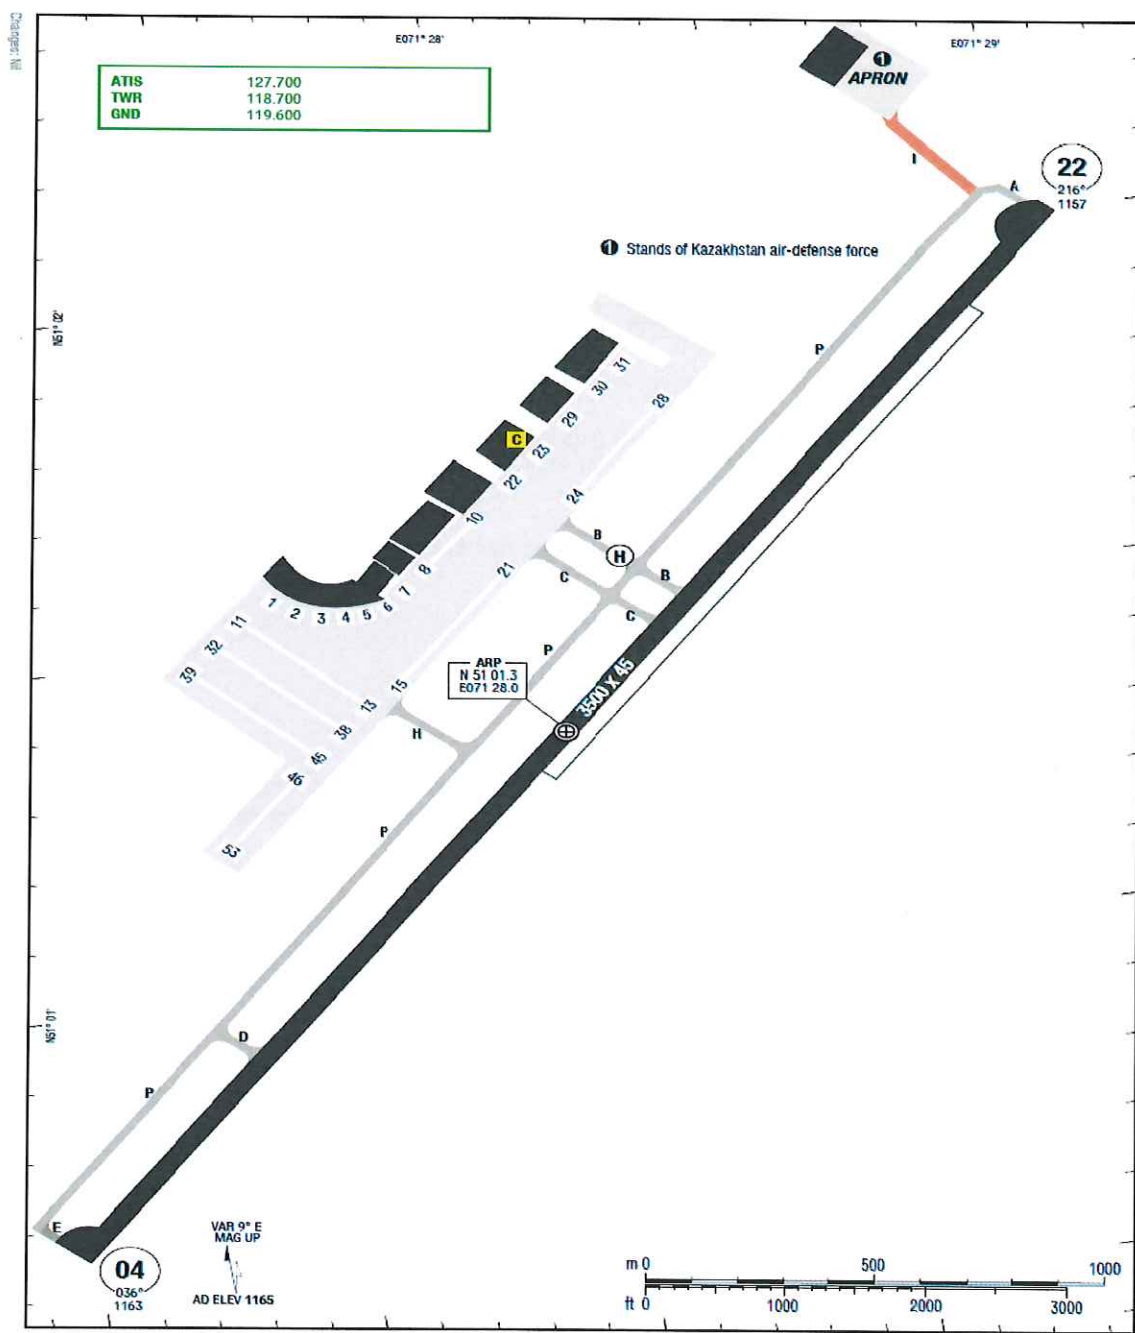 Changes: Nil
E071° 28'
E071° 29'
ATIS 127.700
TWR 118.700
GND 119.600
1
APRON
I
A
22
216°
1157
1 Stands of Kazakhstan air-defense force
N51° 02'
P
31
30
29
28
C
23
22
24
10
B
H
21
8
7
6
5
4
3
2
1
C
B
C
11
32
39
P
ARP
N 51 01.3
E071 28.0
3500 X 45
15
13
38
45
46
H
53
P
N51° 01'
D
P
E
04
036°
1163
VAR 9° E
MAG UP
AD ELEV 1165
m 0 500 1000
ft 0 1000 2000 3000